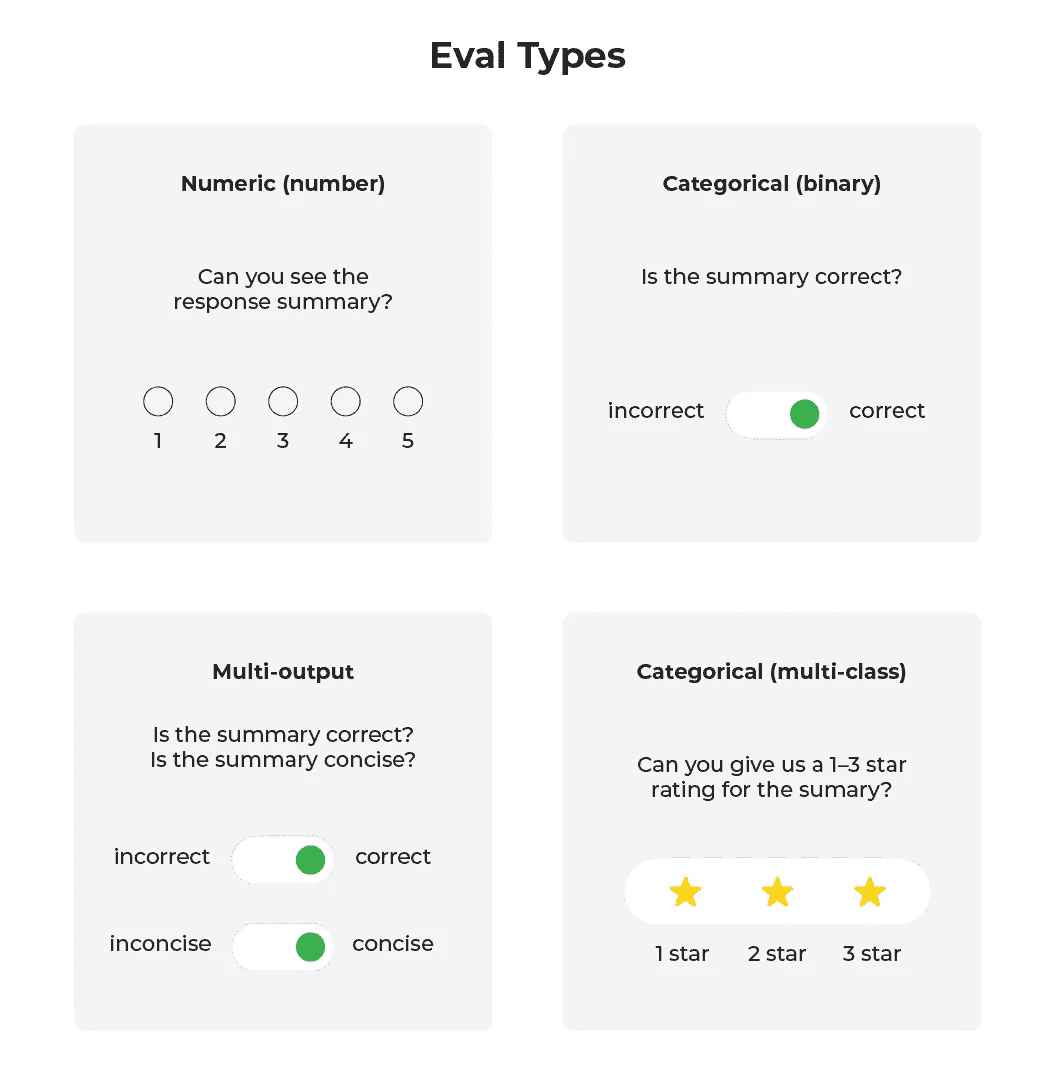 Eval Types
Numeric (number)
Can you see the
response summary?
1 2 3 4 5
Categorical (binary)
Is the summary correct?
incorrect correct
Multi-output
Is the summary correct?
Is the summary concise?
incorrect correct
inconcise concise
Categorical (multi-class)
Can you give us a 1–3 star
rating for the sumary?
1 star 2 star 3 star